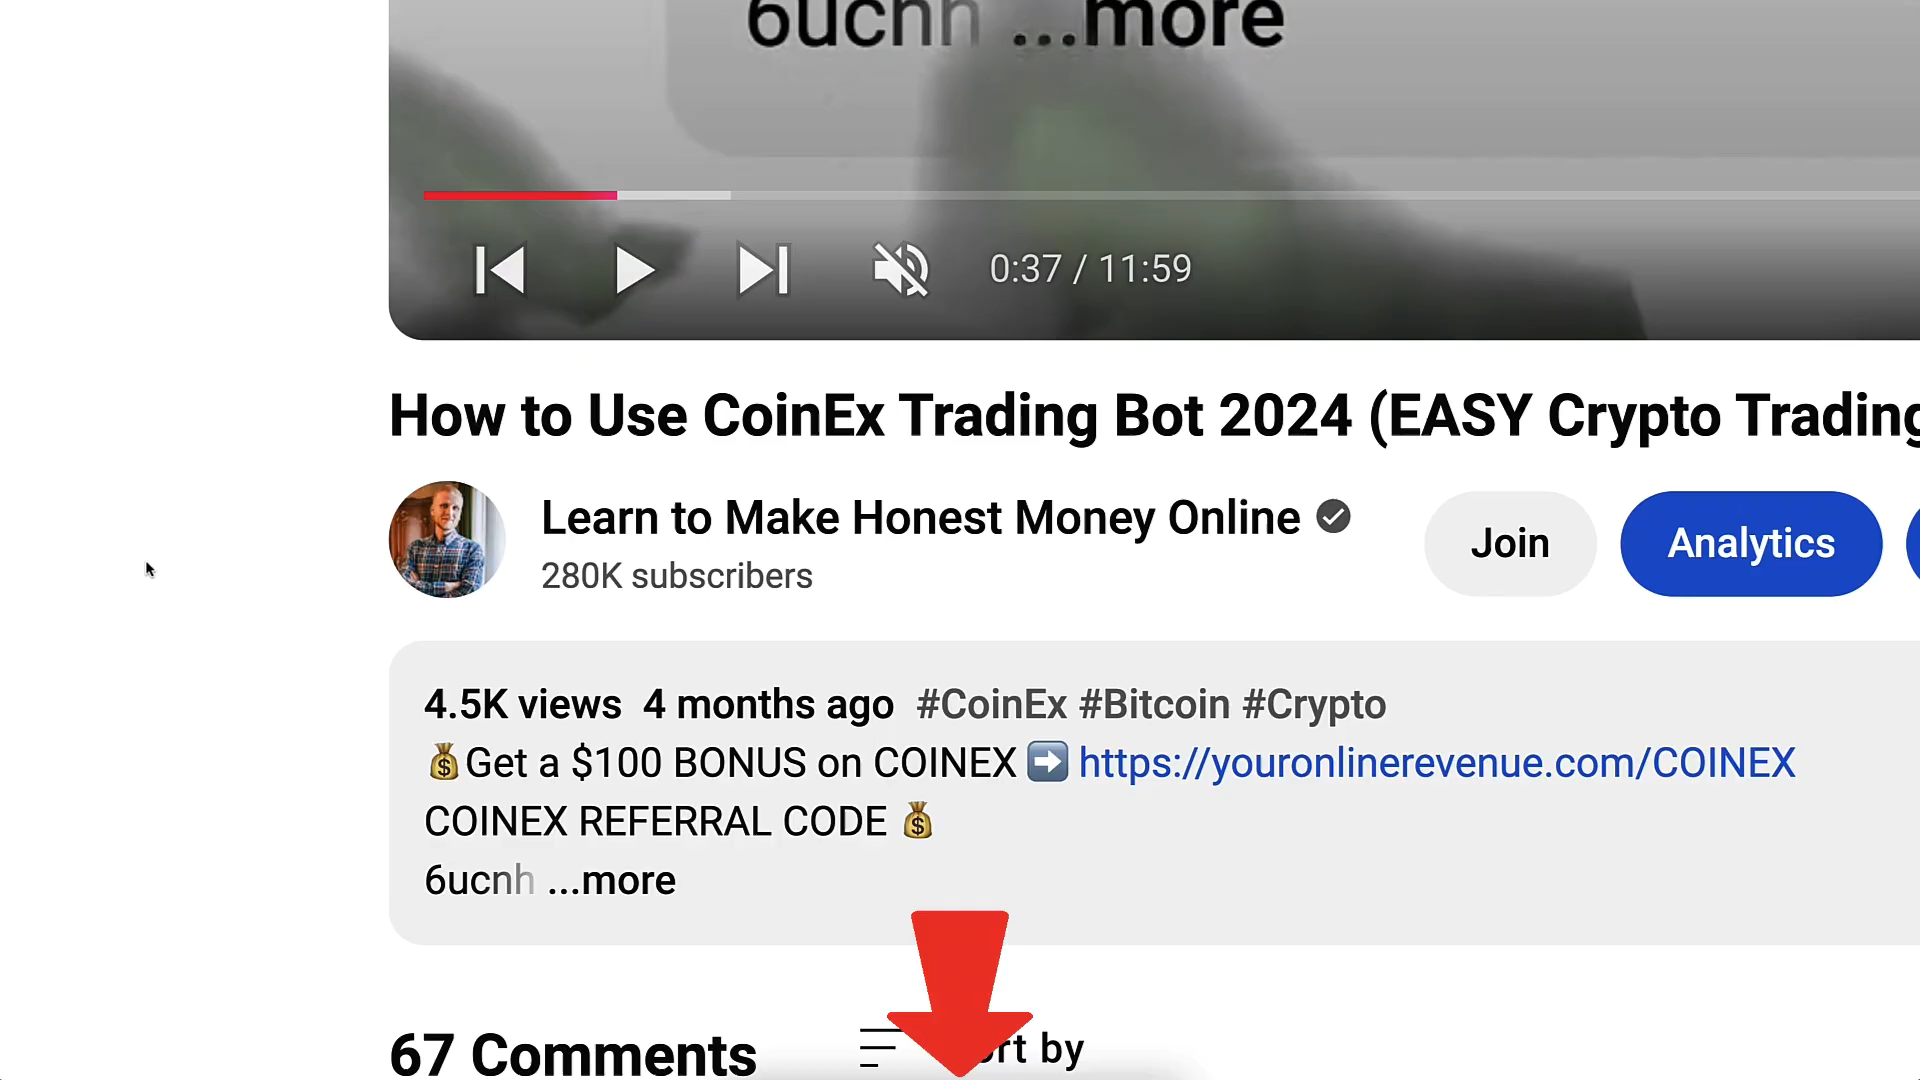 6ucnh ...more
0:37 / 11:59
How to Use CoinEx Trading Bot 2024 (EASY Crypto Trading
Learn to Make Honest Money Online
280K subscribers
Join
Analytics
4.5K views 4 months ago #CoinEx #Bitcoin #Crypto
Get a $100 BONUS on COINEX https://youronlinerevenue.com/COINEX
COINEX REFERRAL CODE
6ucnh ...more
67 Comments
by